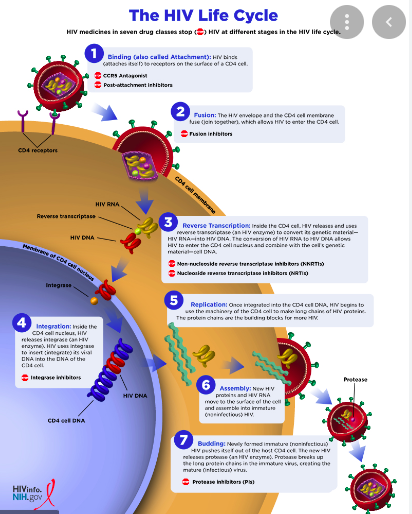 The HIV Life Cycle
HIV medicines in seven drug classes stop (STOP) HIV at different stages in the HIV life cycle.
1
Binding (also called Attachment): HIV binds
(attaches itself) to receptors on the surface of a CD4 cell.
CCR5 Antagonist
Post-attachment inhibitors
2
Fusion: The HIV envelope and the CD4 cell membrane
fuse (join together), which allows HIV to enter the CD4 cell.
Fusion inhibitors
CD4 receptors
CD4 cell membrane
HIV RNA
Reverse transcriptase
HIV DNA
3
Reverse Transcription: Inside the CD4 cell, HIV releases and uses
reverse transcriptase (an HIV enzyme) to convert its genetic material—
HIV RNA—into HIV DNA. The conversion of HIV RNA to HIV DNA allows
HIV to enter the CD4 cell nucleus and combine with the cell's genetic
material—cell DNA.
Non-nucleoside reverse transcriptase inhibitors (NNRTIs)
Nucleoside reverse transcriptase inhibitors (NRTIs)
Membrane of CD4 cell nucleus
Integrase
4
Integration: Inside the
CD4 cell nucleus, HIV
releases integrase (an HIV
enzyme). HIV uses integrase
to insert (integrate) its viral
DNA into the DNA of the
CD4 cell.
Integrase inhibitors
HIV DNA
CD4 cell DNA
5
Replication: Once integrated into the CD4 cell DNA, HIV begins to
use the machinery of the CD4 cell to make long chains of HIV proteins.
The protein chains are the building blocks for more HIV.
6
Assembly: New HIV
proteins and HIV RNA
move to the surface of the cell
and assemble into immature
(noninfectious) HIV.
Protease
7
Budding: Newly formed immature (noninfectious)
HIV pushes itself out of the host CD4 cell. The new HIV
releases protease (an HIV enzyme). Protease breaks up
the long protein chains in the immature virus, creating the
mature (infectious) virus.
Protease inhibitors (PIs)
HIVinfo.
NIH.gov